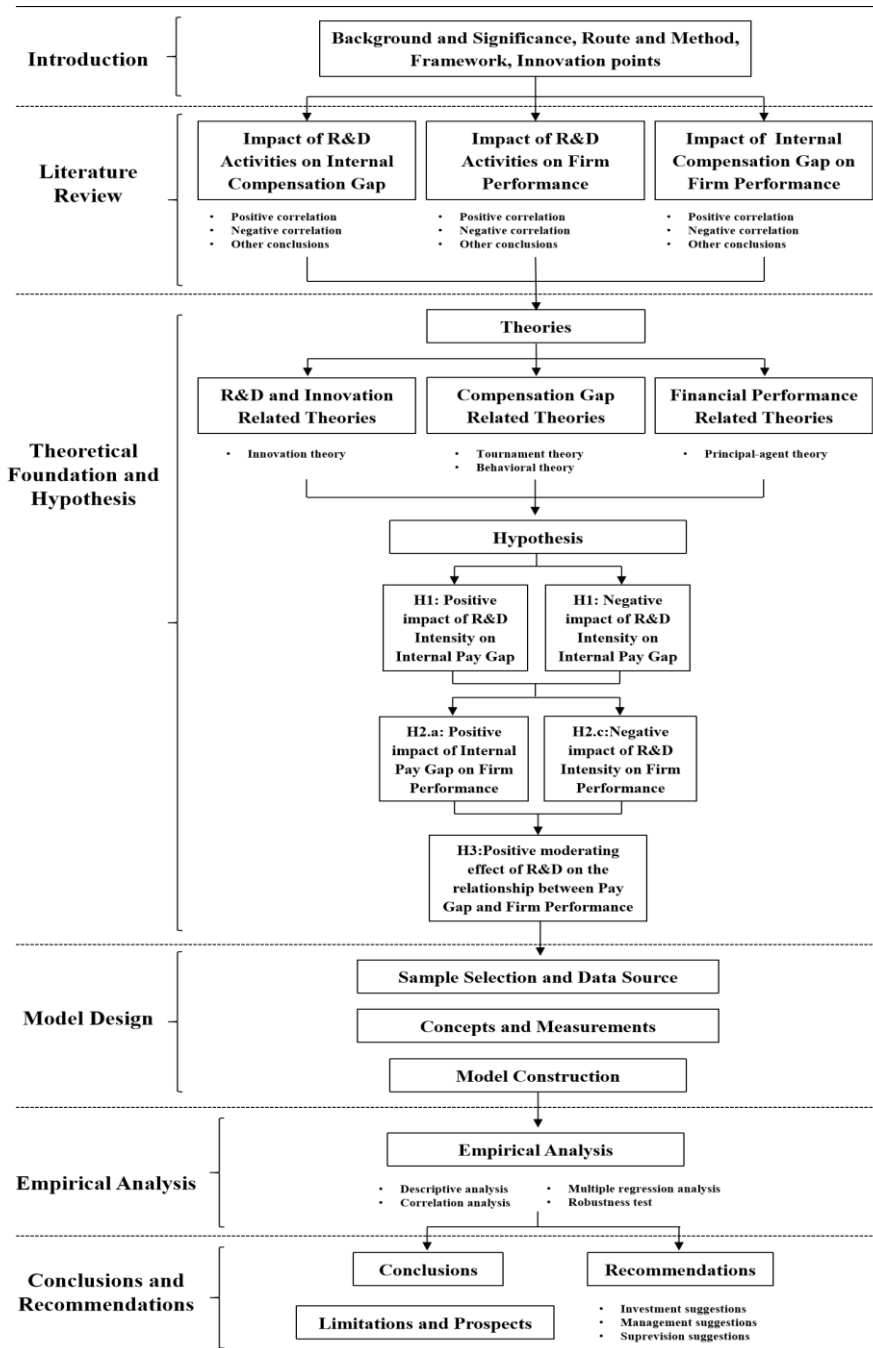 Introduction
Background and Significance, Route and Method,
Framework, Innovation points
Literature
Review
Impact of R&D
Activities on Internal
Compensation Gap
• Positive correlation
• Negative correlation
• Other conclusions
Impact of R&D
Activities on Firm
Performance
• Positive correlation
• Negative correlation
• Other conclusions
Impact of Internal
Compensation Gap on
Firm Performance
• Positive correlation
• Negative correlation
• Other conclusions
Theoretical
Foundation and
Hypothesis
Theories
R&D and Innovation
Related Theories
• Innovation theory
Compensation Gap
Related Theories
• Tournament theory
• Behavioral theory
Financial Performance
Related Theories
• Principal-agent theory
Hypothesis
H1: Positive
impact of R&D
Intensity on
Internal Pay Gap
H1: Negative
impact of R&D
Intensity on
Internal Pay Gap
H2.a: Positive
impact of Internal
Pay Gap on Firm
Performance
H2.c:Negative
impact of R&D
Intensity on Firm
Performance
H3:Positive moderating
effect of R&D on the
relationship between Pay
Gap and Firm Performance
Model Design
Sample Selection and Data Source
Concepts and Measurements
Model Construction
Empirical Analysis
Empirical Analysis
• Descriptive analysis
• Correlation analysis
• Multiple regression analysis
• Robustness test
Conclusions and
Recommendations
Conclusions
Limitations and Prospects
Recommendations
• Investment suggestions
• Management suggestions
• Suprevision suggestions